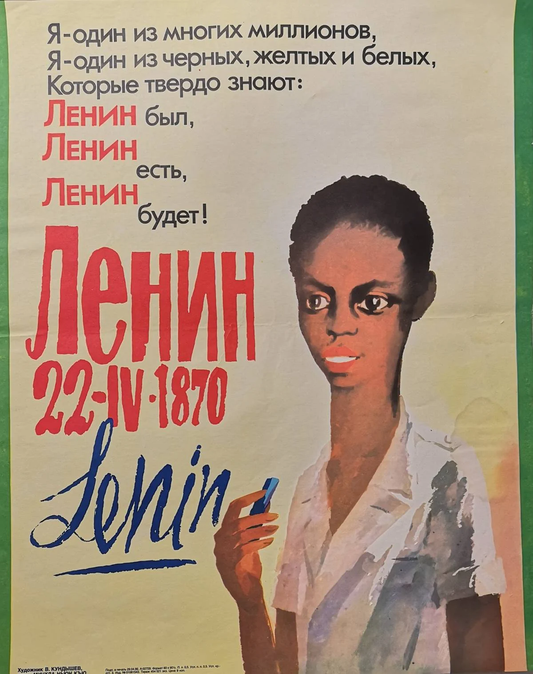 Я-один из многих миллионов,
Я-один из черных, желтых и белых,
Которые твердо знают:
Ленин был,
Ленин
есть,
Ленин
будет!
Ленин
22-IV-1870
Lenin
Художник В. КУНДЫШЕВ,